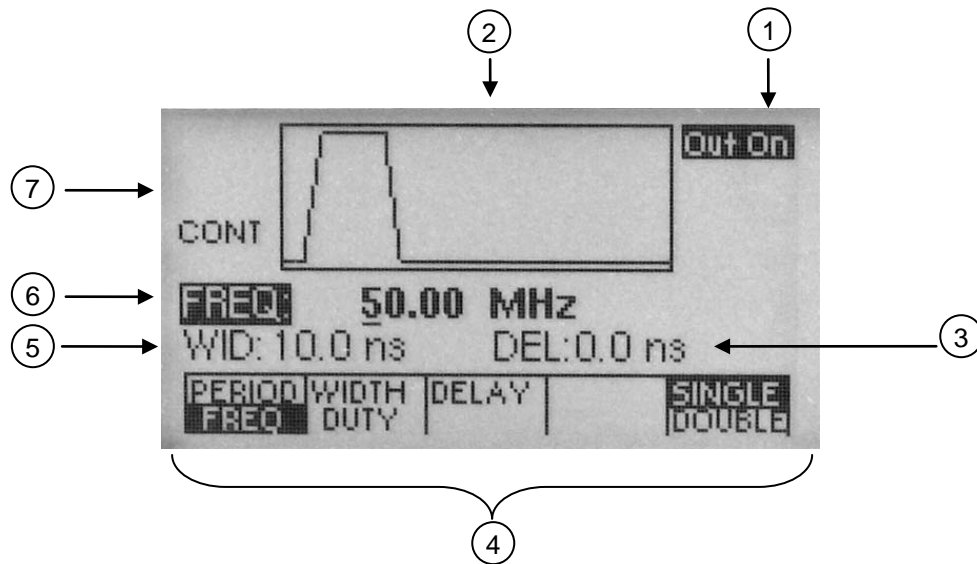 2
1
Out On
7
CONT
6
FREQ: 50.00 MHz
5
WID: 10.0 ns DEL:0.0 ns
3
PERIOD WIDTH DELAY SINGLE
FREQ DUTY DOUBLE
4